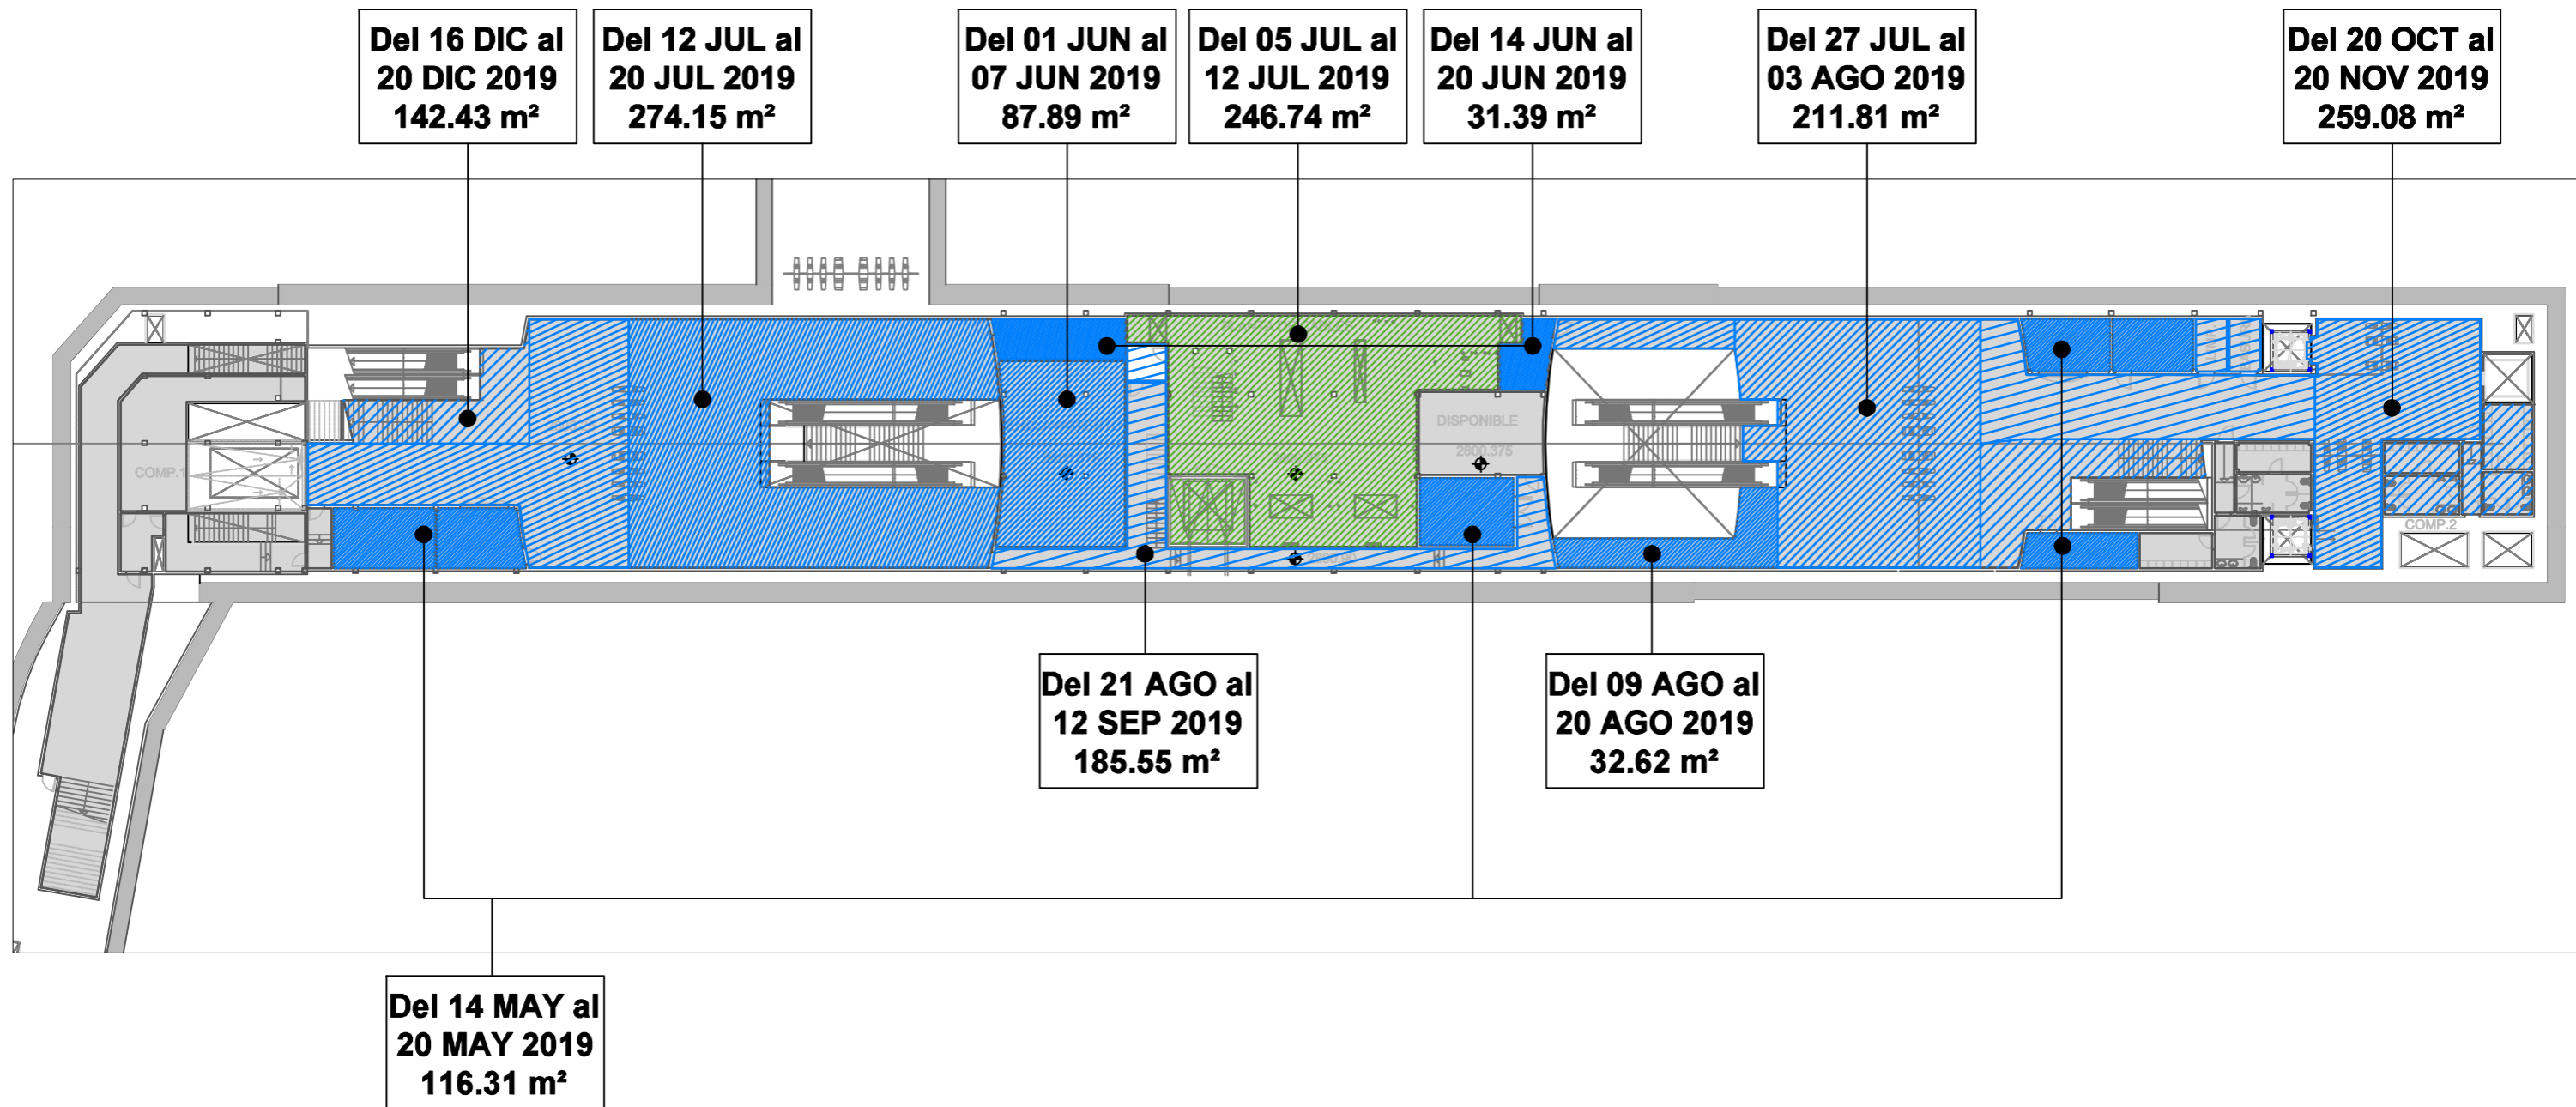 Del 16 DIC al
20 DIC 2019
142.43 m²
Del 12 JUL al
20 JUL 2019
274.15 m²
Del 01 JUN al
07 JUN 2019
87.89 m²
Del 05 JUL al
12 JUL 2019
246.74 m²
Del 14 JUN al
20 JUN 2019
31.39 m²
Del 27 JUL al
03 AGO 2019
211.81 m²
Del 20 OCT al
20 NOV 2019
259.08 m²
DISPONIBLE
2800.375
COMP.1
COMP.2
Del 21 AGO al
12 SEP 2019
185.55 m²
Del 09 AGO al
20 AGO 2019
32.62 m²
Del 14 MAY al
20 MAY 2019
116.31 m²